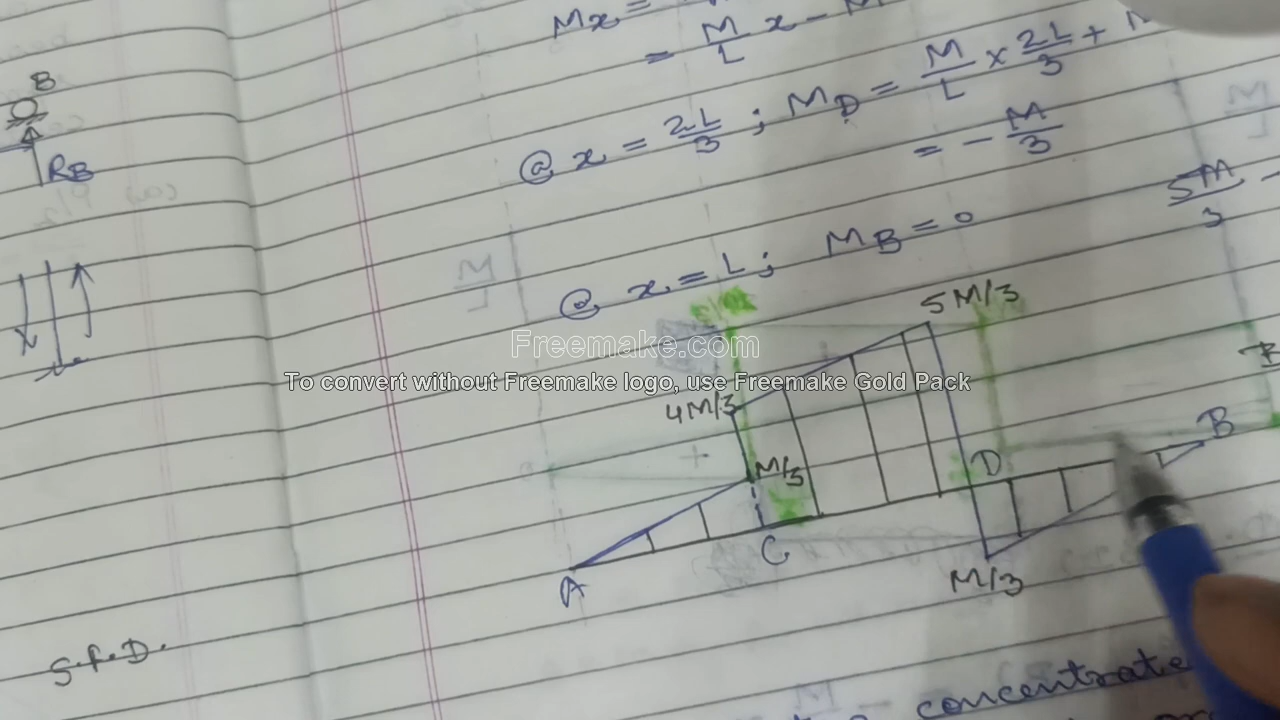 Mx =
= M/L x -
@ x = 2L/3 ; MD = M/L × 2L/3 +
= - M/3
@ x = L ; MB = 0
B
RB
5M/3 -
5M/3
4M/3
M/3
+
A
C
D
B
M/3
B
S.F.D.
concentrate
Freemake.com
To convert without Freemake logo, use Freemake Gold Pack